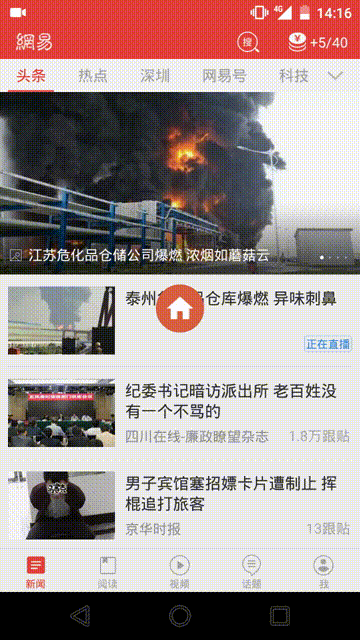 4G 14:16
網易 搜 ¥ +5/40
头条 热点 深圳 网易号 科技
江苏危化品仓储公司爆燃 浓烟如蘑菇云
泰州 品仓库爆燃 异味刺鼻
正在直播
纪委书记暗访派出所 老百姓没
有一个不骂的
四川在线-廉政瞭望杂志 1.8万跟贴
男子宾馆塞招嫖卡片遭制止 挥
棍追打旅客
京华时报 13跟贴
新闻 阅读 视频 话题 我